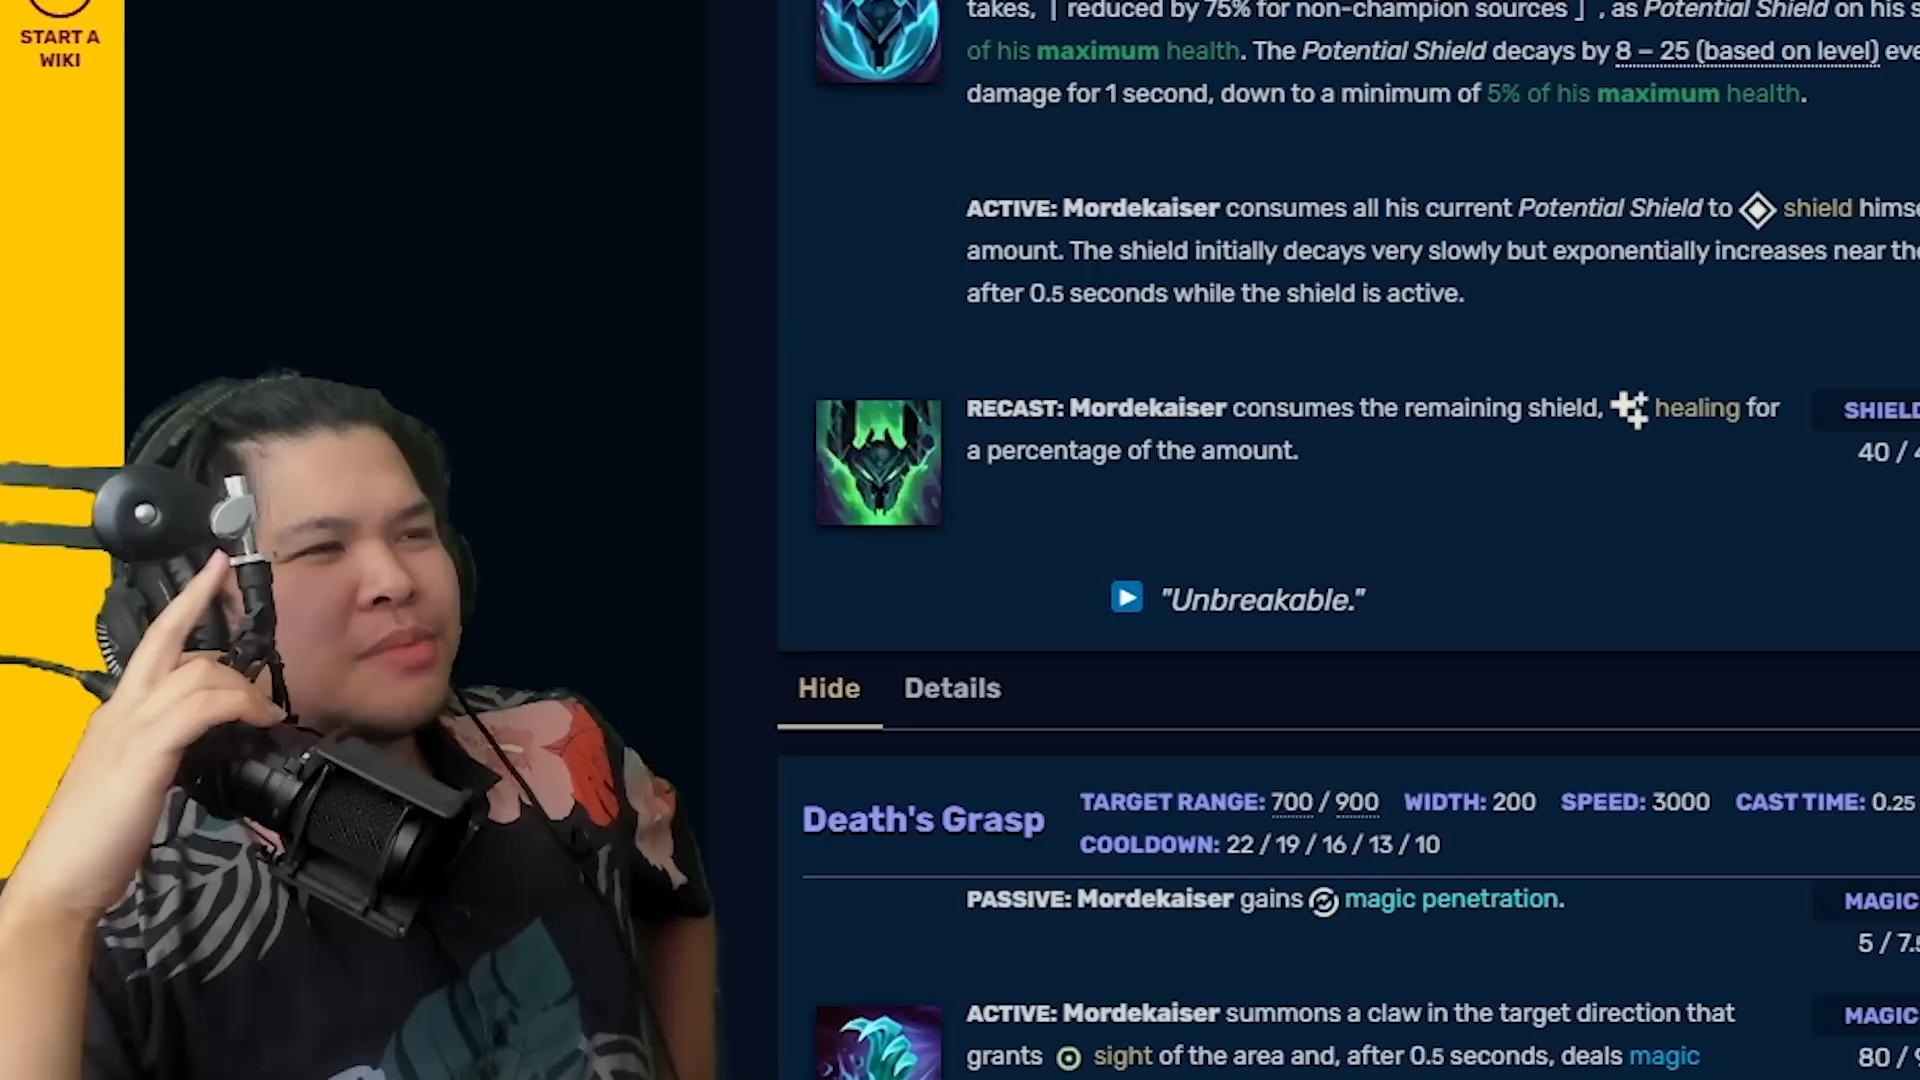 START A
WIKI
takes, [ reduced by 75% for non-champion sources ] , as Potential Shield on his
of his maximum health. The Potential Shield decays by 8 – 25 (based on level)
damage for 1 second, down to a minimum of 5% of his maximum health.
ACTIVE: Mordekaiser consumes all his current Potential Shield to shield
amount. The shield initially decays very slowly but exponentially increases near
after 0.5 seconds while the shield is active.
RECAST: Mordekaiser consumes the remaining shield, healing for
a percentage of the amount.
SHIELD
40 /
"Unbreakable."
Hide Details
Death's Grasp
TARGET RANGE: 700 / 900 WIDTH: 200 SPEED: 3000 CAST TIME: 0.25
COOLDOWN: 22 / 19 / 16 / 13 / 10
PASSIVE: Mordekaiser gains magic penetration.
MAGIC
5 / 7.5
ACTIVE: Mordekaiser summons a claw in the target direction that
grants sight of the area and, after 0.5 seconds, deals magic
MAGIC
80 /